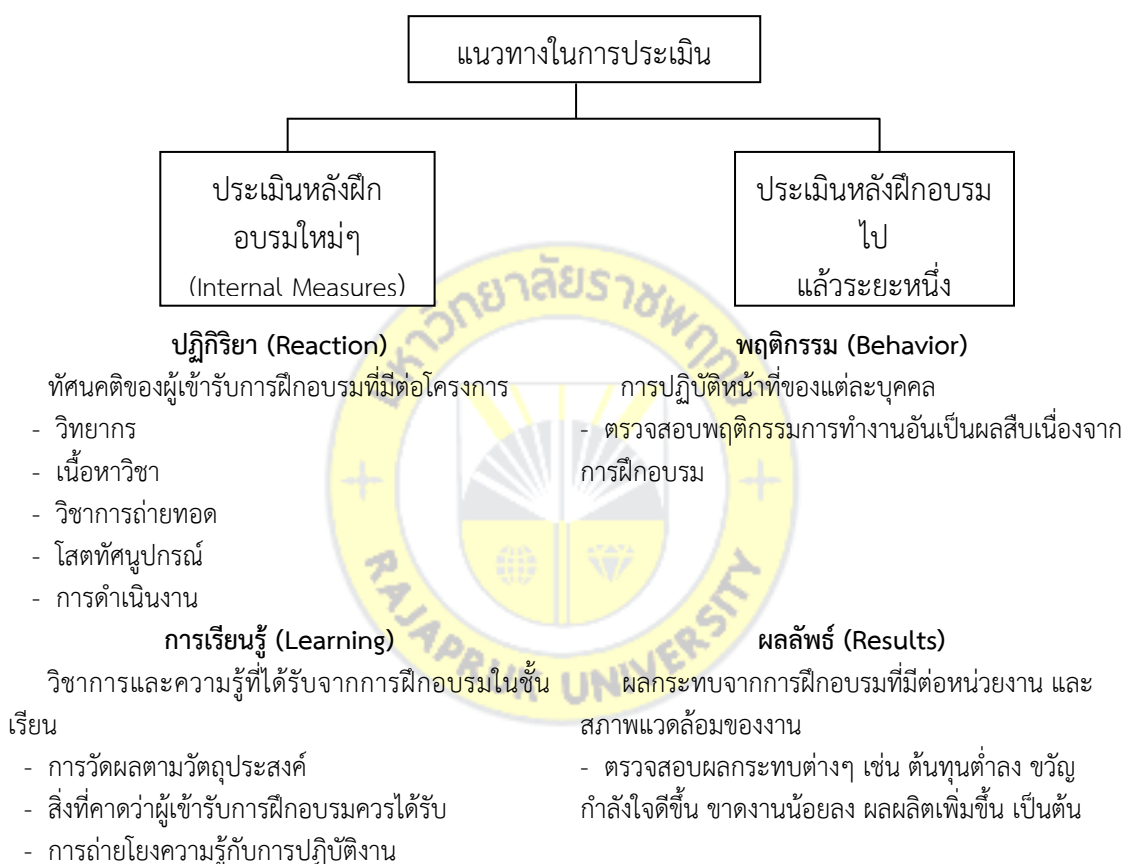 แนวทางในการประเมิน
ประเมินหลังฝึก
อบรมใหม่ๆ
(Internal Measures)
ประเมินหลังฝึกอบรม
ไป
แล้วระยะหนึ่ง
ปฏิกิริยา (Reaction)
ทัศนคติของผู้เข้ารับการฝึกอบรมที่มีต่อโครงการ
- วิทยากร
- เนื้อหาวิชา
- วิชาการถ่ายทอด
- โสตทัศนูปกรณ์
- การดำเนินงาน
พฤติกรรม (Behavior)
การปฏิบัติหน้าที่ของแต่ละบุคคล
- ตรวจสอบพฤติกรรมการทำงานอันเป็นผลสืบเนื่องจาก
การฝึกอบรม
การเรียนรู้ (Learning)
วิชาการและความรู้ที่ได้รับจากการฝึกอบรมในชั้น
เรียน
- การวัดผลตามวัตถุประสงค์
- สิ่งที่คาดว่าผู้เข้ารับการฝึกอบรมควรได้รับ
- การถ่ายโยงความรู้กับการปฏิบัติงาน
ผลลัพธ์ (Results)
ผลกระทบจากการฝึกอบรมที่มีต่อหน่วยงาน และ
สภาพแวดล้อมของงาน
- ตรวจสอบผลกระทบต่างๆ เช่น ต้นทุนต่ำลง ขวัญ
กำลังใจดีขึ้น ขาดงานน้อยลง ผลผลิตเพิ่มขึ้น เป็นต้น
มหาวิทยาลัยราชพฤกษ์
RAJAPRUK UNIVERSITY